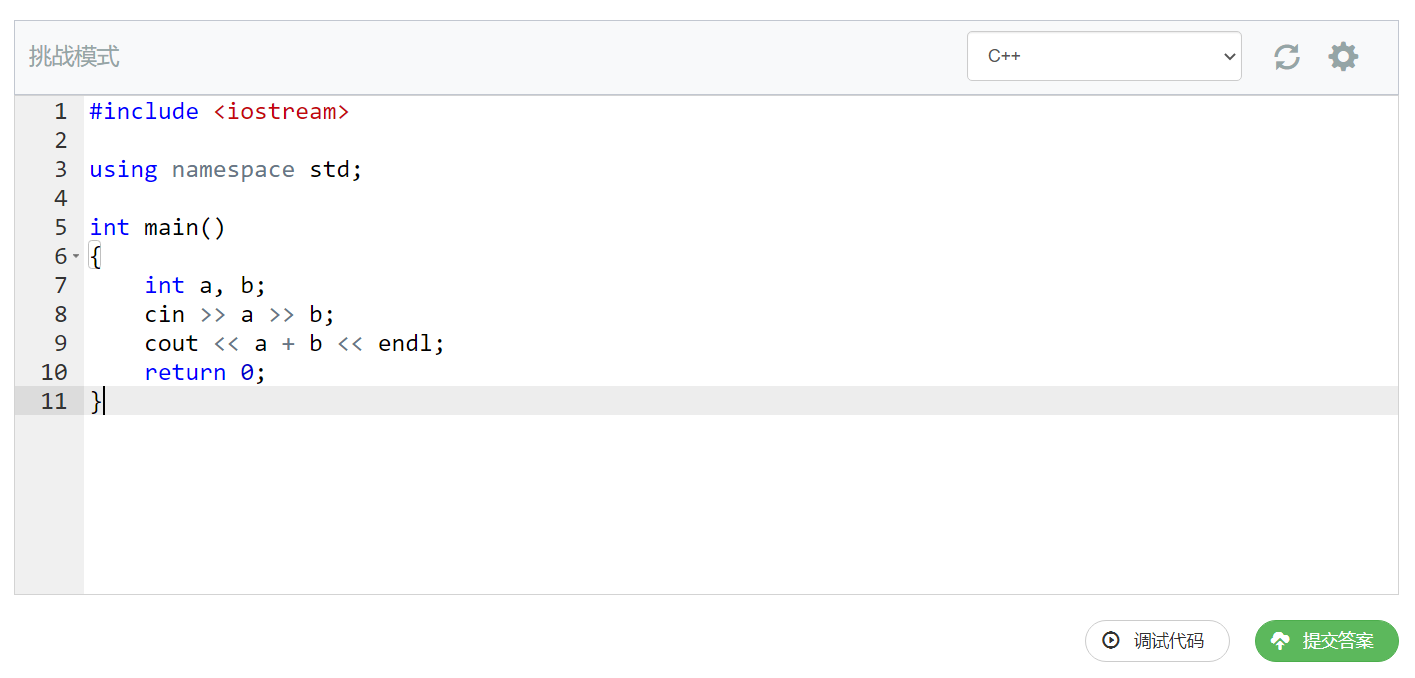 挑战模式
C++
1 #include <iostream>
2
3 using namespace std;
4
5 int main()
6 {
7     int a, b;
8     cin >> a >> b;
9     cout << a + b << endl;
10     return 0;
11 }
调试代码
提交答案